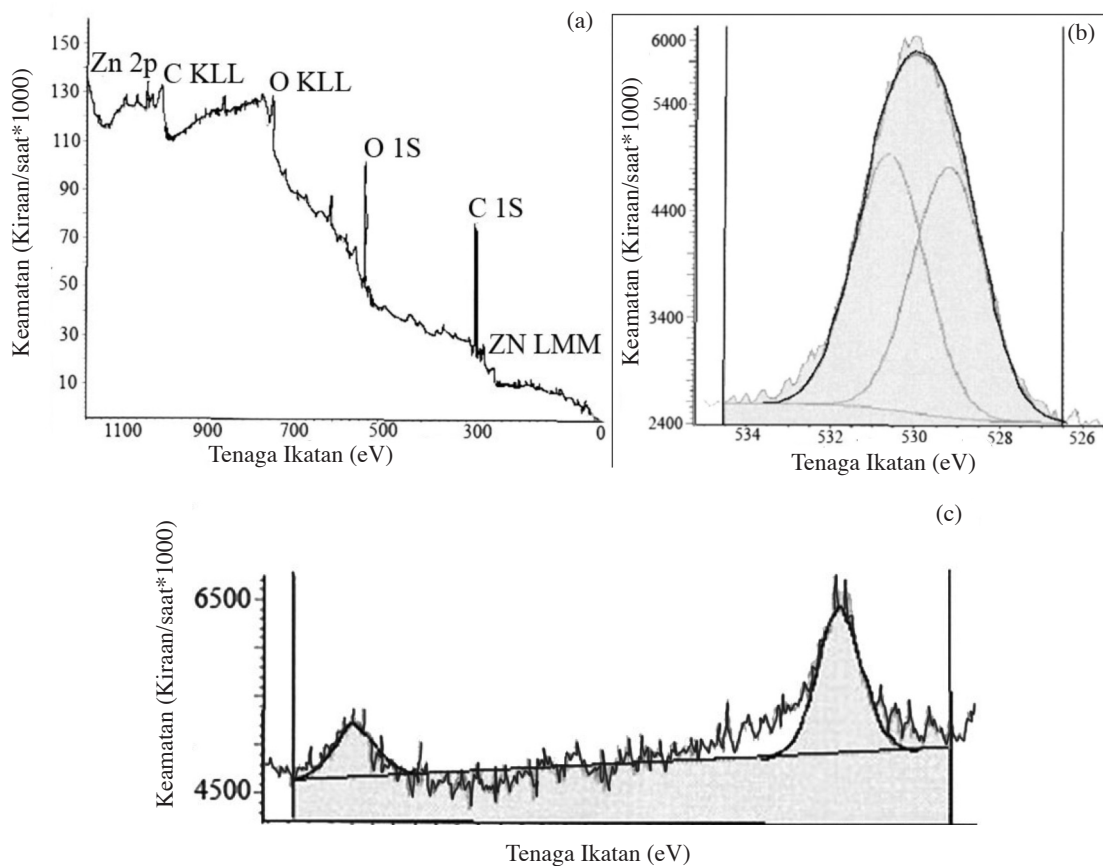 (a)
Keamatan (Kiraan/saat*1000)
150
130
110
90
70
50
30
10
Zn 2p
C KLL
O KLL
O 1S
C 1S
ZN LMM
1100 900 700 500 300 0
Tenaga Ikatan (eV)
(b)
Keamatan (Kiraan/saat*1000)
6000
5400
4400
3400
2400
534 532 530 528 526
Tenaga Ikatan (eV)
(c)
Keamatan (Kiraan/saat*1000)
6500
4500
Tenaga Ikatan (eV)